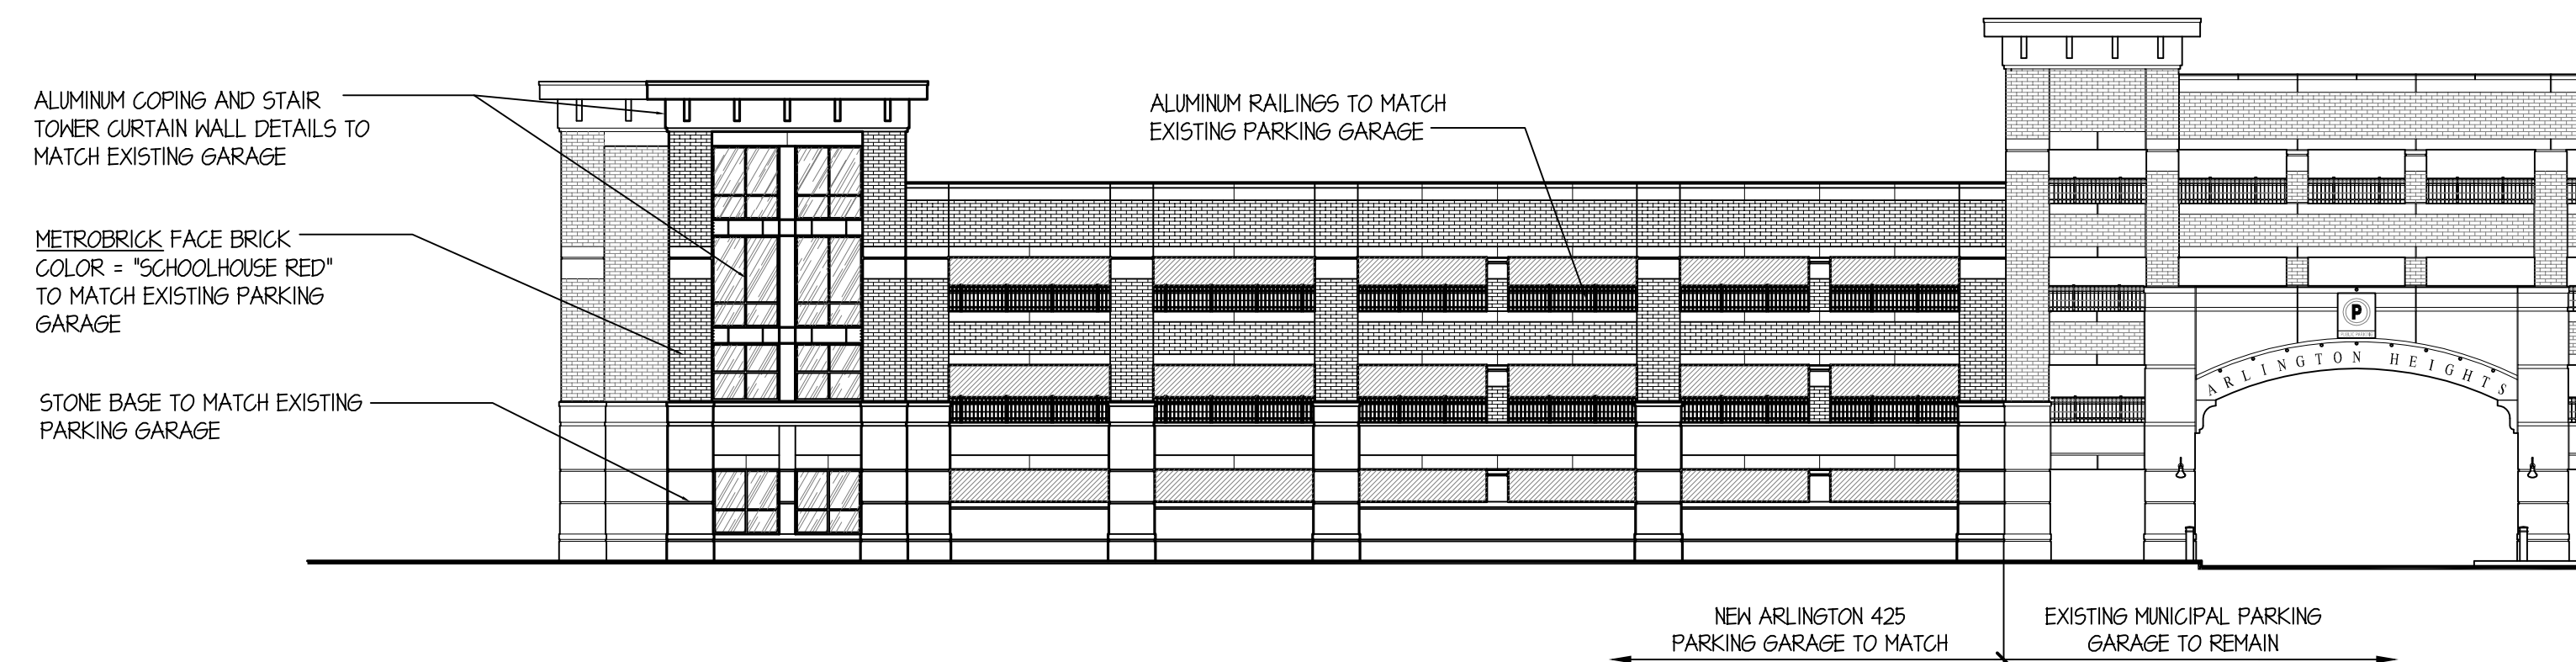 ALUMINUM COPING AND STAIR
TOWER CURTAIN WALL DETAILS TO
MATCH EXISTING GARAGE
METROBRICK FACE BRICK
COLOR = "SCHOOLHOUSE RED"
TO MATCH EXISTING PARKING
GARAGE
STONE BASE TO MATCH EXISTING
PARKING GARAGE
ALUMINUM RAILINGS TO MATCH
EXISTING PARKING GARAGE
P
ARLINGTON HEIGHTS
NEW ARLINGTON 425
PARKING GARAGE TO MATCH
EXISTING MUNICIPAL PARKING
GARAGE TO REMAIN